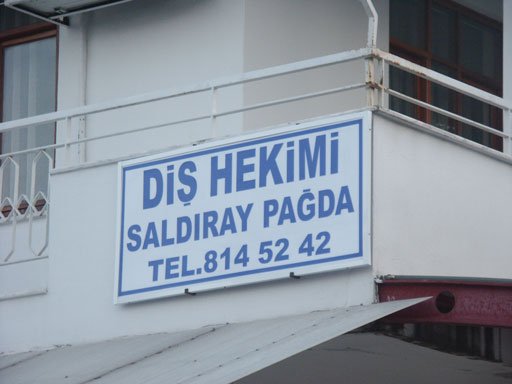 DİŞ HEKİMİ
SALDIRAY PAĞDA
TEL.814 52 42